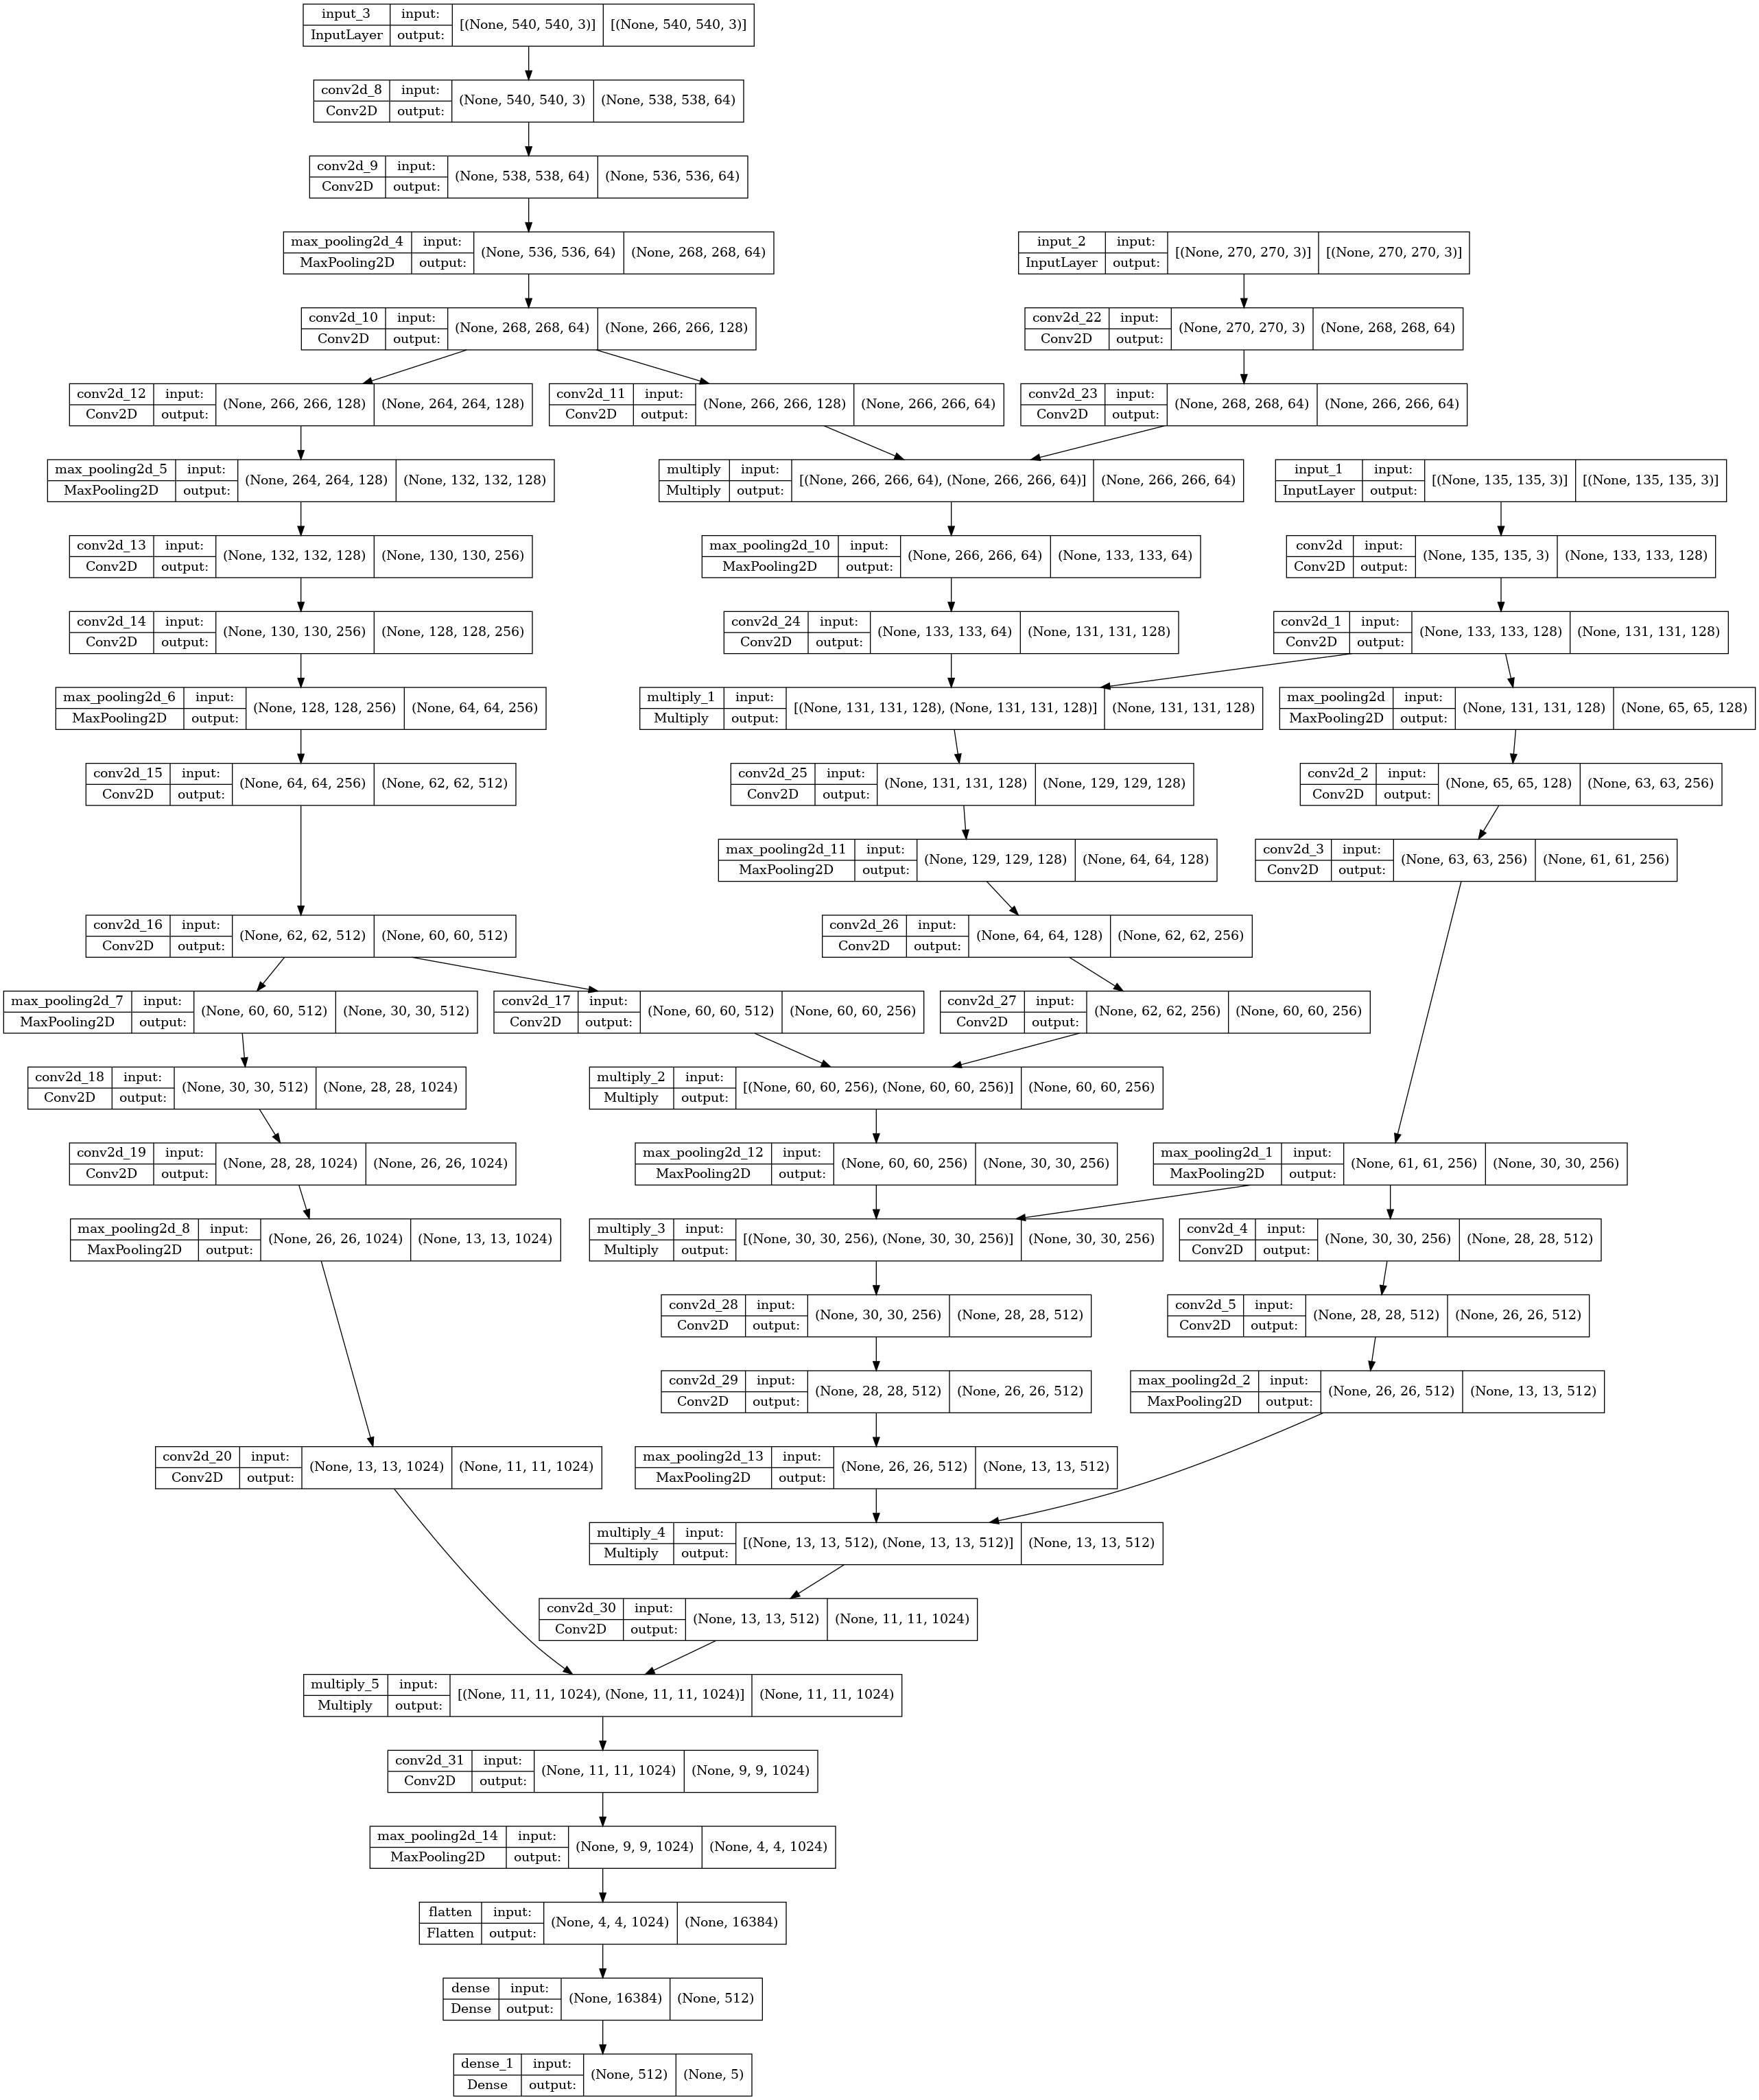 input_3 input: [(None, 540, 540, 3)] [(None, 540, 540, 3)]
InputLayer output:
conv2d_8 input: (None, 540, 540, 3) (None, 538, 538, 64)
Conv2D output:
conv2d_9 input: (None, 538, 538, 64) (None, 536, 536, 64)
Conv2D output:
max_pooling2d_4 input: (None, 536, 536, 64) (None, 268, 268, 64)
MaxPooling2D output:
input_2 input: [(None, 270, 270, 3)] [(None, 270, 270, 3)]
InputLayer output:
conv2d_10 input: (None, 268, 268, 64) (None, 266, 266, 128)
Conv2D output:
conv2d_22 input: (None, 270, 270, 3) (None, 268, 268, 64)
Conv2D output:
conv2d_12 input: (None, 266, 266, 128) (None, 264, 264, 128)
Conv2D output:
conv2d_11 input: (None, 266, 266, 128) (None, 266, 266, 64)
Conv2D output:
conv2d_23 input: (None, 268, 268, 64) (None, 266, 266, 64)
Conv2D output:
max_pooling2d_5 input: (None, 264, 264, 128) (None, 132, 132, 128)
MaxPooling2D output:
multiply input: [(None, 266, 266, 64), (None, 266, 266, 64)] (None, 266, 266, 64)
Multiply output:
input_1 input: [(None, 135, 135, 3)] [(None, 135, 135, 3)]
InputLayer output:
conv2d_13 input: (None, 132, 132, 128) (None, 130, 130, 256)
Conv2D output:
max_pooling2d_10 input: (None, 266, 266, 64) (None, 133, 133, 64)
MaxPooling2D output:
conv2d input: (None, 135, 135, 3) (None, 133, 133, 128)
Conv2D output:
conv2d_14 input: (None, 130, 130, 256) (None, 128, 128, 256)
Conv2D output:
conv2d_24 input: (None, 133, 133, 64) (None, 131, 131, 128)
Conv2D output:
conv2d_1 input: (None, 133, 133, 128) (None, 131, 131, 128)
Conv2D output:
max_pooling2d_6 input: (None, 128, 128, 256) (None, 64, 64, 256)
MaxPooling2D output:
multiply_1 input: [(None, 131, 131, 128), (None, 131, 131, 128)] (None, 131, 131, 128)
Multiply output:
max_pooling2d input: (None, 131, 131, 128) (None, 65, 65, 128)
MaxPooling2D output:
conv2d_15 input: (None, 64, 64, 256) (None, 62, 62, 512)
Conv2D output:
conv2d_25 input: (None, 131, 131, 128) (None, 129, 129, 128)
Conv2D output:
conv2d_2 input: (None, 65, 65, 128) (None, 63, 63, 256)
Conv2D output:
max_pooling2d_11 input: (None, 129, 129, 128) (None, 64, 64, 128)
MaxPooling2D output:
conv2d_3 input: (None, 63, 63, 256) (None, 61, 61, 256)
Conv2D output:
conv2d_16 input: (None, 62, 62, 512) (None, 60, 60, 512)
Conv2D output:
conv2d_26 input: (None, 64, 64, 128) (None, 62, 62, 256)
Conv2D output:
max_pooling2d_7 input: (None, 60, 60, 512) (None, 30, 30, 512)
MaxPooling2D output:
conv2d_17 input: (None, 60, 60, 512) (None, 60, 60, 256)
Conv2D output:
conv2d_27 input: (None, 62, 62, 256) (None, 60, 60, 256)
Conv2D output:
conv2d_18 input: (None, 30, 30, 512) (None, 28, 28, 1024)
Conv2D output:
multiply_2 input: [(None, 60, 60, 256), (None, 60, 60, 256)] (None, 60, 60, 256)
Multiply output:
conv2d_19 input: (None, 28, 28, 1024) (None, 26, 26, 1024)
Conv2D output:
max_pooling2d_12 input: (None, 60, 60, 256) (None, 30, 30, 256)
MaxPooling2D output:
max_pooling2d_1 input: (None, 61, 61, 256) (None, 30, 30, 256)
MaxPooling2D output:
max_pooling2d_8 input: (None, 26, 26, 1024) (None, 13, 13, 1024)
MaxPooling2D output:
multiply_3 input: [(None, 30, 30, 256), (None, 30, 30, 256)] (None, 30, 30, 256)
Multiply output:
conv2d_4 input: (None, 30, 30, 256) (None, 28, 28, 512)
Conv2D output:
conv2d_28 input: (None, 30, 30, 256) (None, 28, 28, 512)
Conv2D output:
conv2d_5 input: (None, 28, 28, 512) (None, 26, 26, 512)
Conv2D output:
conv2d_29 input: (None, 28, 28, 512) (None, 26, 26, 512)
Conv2D output:
max_pooling2d_2 input: (None, 26, 26, 512) (None, 13, 13, 512)
MaxPooling2D output:
conv2d_20 input: (None, 13, 13, 1024) (None, 11, 11, 1024)
Conv2D output:
max_pooling2d_13 input: (None, 26, 26, 512) (None, 13, 13, 512)
MaxPooling2D output:
multiply_4 input: [(None, 13, 13, 512), (None, 13, 13, 512)] (None, 13, 13, 512)
Multiply output:
conv2d_30 input: (None, 13, 13, 512) (None, 11, 11, 1024)
Conv2D output:
multiply_5 input: [(None, 11, 11, 1024), (None, 11, 11, 1024)] (None, 11, 11, 1024)
Multiply output:
conv2d_31 input: (None, 11, 11, 1024) (None, 9, 9, 1024)
Conv2D output:
max_pooling2d_14 input: (None, 9, 9, 1024) (None, 4, 4, 1024)
MaxPooling2D output:
flatten input: (None, 4, 4, 1024) (None, 16384)
Flatten output:
dense input: (None, 16384) (None, 512)
Dense output:
dense_1 input: (None, 512) (None, 5)
Dense output: